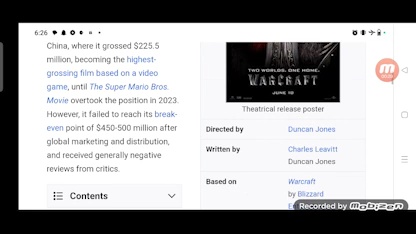 6:26
China, where it grossed $225.5
million, becoming the highest-
grossing film based on a video
game, until The Super Mario Bros.
Movie overtook the position in 2023.
However, it failed to reach its break-
even point of $450-500 million after
global marketing and distribution,
and received generally negative
reviews from critics.
Contents
TWO WORLDS. ONE HOME.
WARCRAFT
JUNE 10
Theatrical release poster
Directed by
Duncan Jones
Written by
Charles Leavitt
Duncan Jones
Based on
Warcraft
by Blizzard
Recorded by MOBIZEN